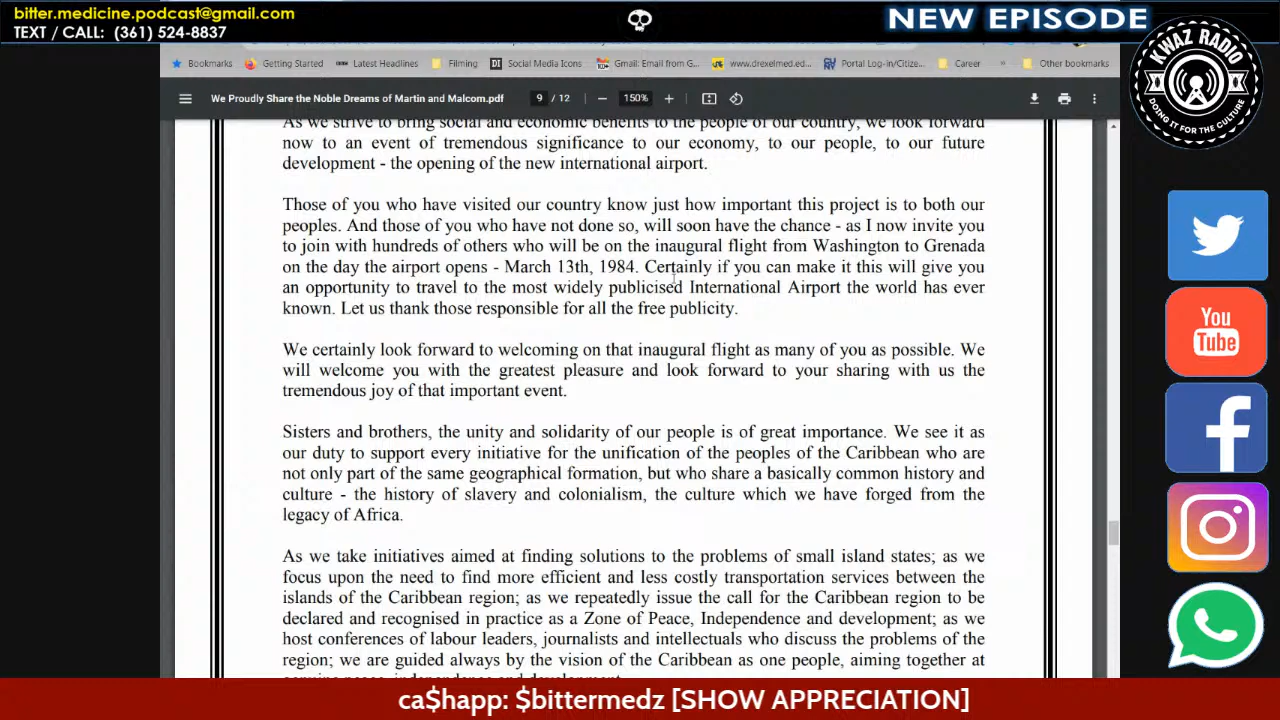 bitter.medicine.podcast@gmail.com
TEXT / CALL: (361) 524-8837
NEW EPISODE
KWAZ RADIO
DOING IT FOR THE CULTURE
Bookmarks Getting Started Latest Headlines Filming Social Media Icons Gmail: Email from G... www.drexelmed.ed... Portal Log-in/Citize... Career » Other bookmarks
We Proudly Share the Noble Dreams of Martin and Malcom.pdf 9 / 12 150%
As we strive to bring social and economic benefits to the people of our country, we look forward
now to an event of tremendous significance to our economy, to our people, to our future
development - the opening of the new international airport.
Those of you who have visited our country know just how important this project is to both our
peoples. And those of you who have not done so, will soon have the chance - as I now invite you
to join with hundreds of others who will be on the inaugural flight from Washington to Grenada
on the day the airport opens - March 13th, 1984. Certainly if you can make it this will give you
an opportunity to travel to the most widely publicised International Airport the world has ever
known. Let us thank those responsible for all the free publicity.
We certainly look forward to welcoming on that inaugural flight as many of you as possible. We
will welcome you with the greatest pleasure and look forward to your sharing with us the
tremendous joy of that important event.
Sisters and brothers, the unity and solidarity of our people is of great importance. We see it as
our duty to support every initiative for the unification of the peoples of the Caribbean who are
not only part of the same geographical formation, but who share a basically common history and
culture - the history of slavery and colonialism, the culture which we have forged from the
legacy of Africa.
As we take initiatives aimed at finding solutions to the problems of small island states; as we
focus upon the need to find more efficient and less costly transportation services between the
islands of the Caribbean region; as we repeatedly issue the call for the Caribbean region to be
declared and recognised in practice as a Zone of Peace, Independence and development; as we
host conferences of labour leaders, journalists and intellectuals who discuss the problems of the
region; we are guided always by the vision of the Caribbean as one people, aiming together at
You
Tube
ca$happ: $bittermedz [SHOW APPRECIATION]